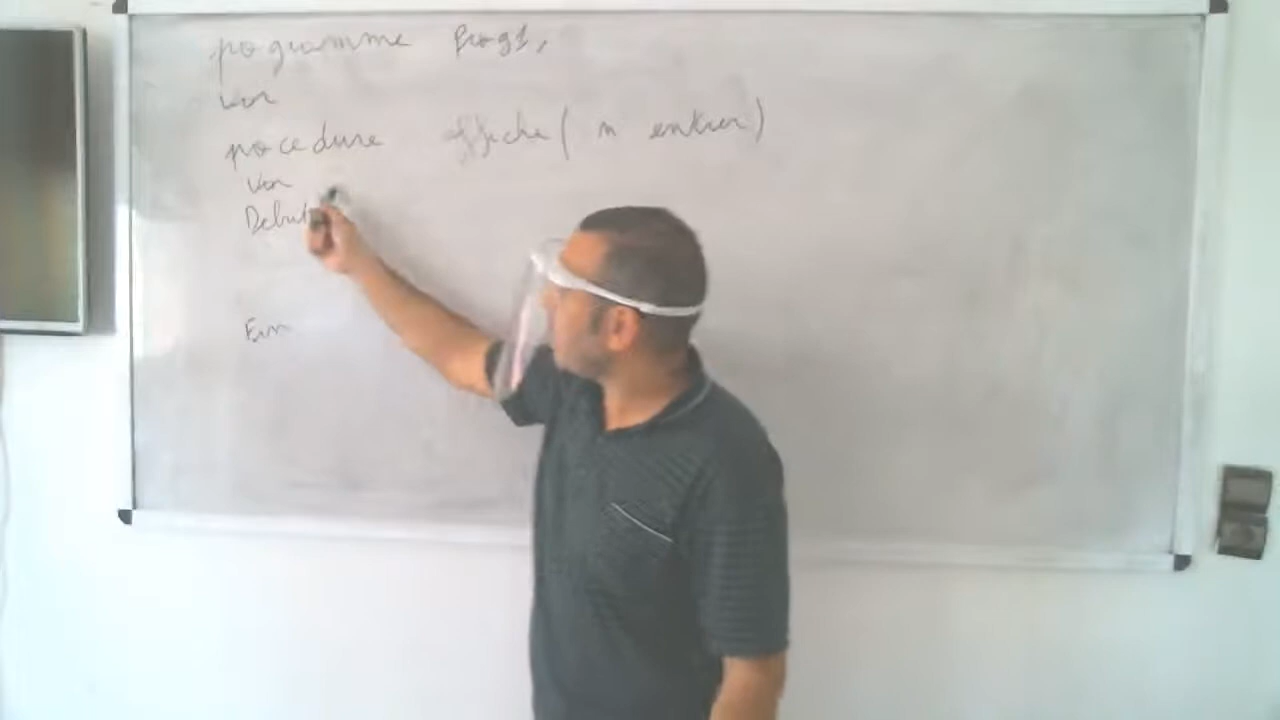 programme Prog1,
var
procedure affiche( n entier)
Var
Debut
Fin